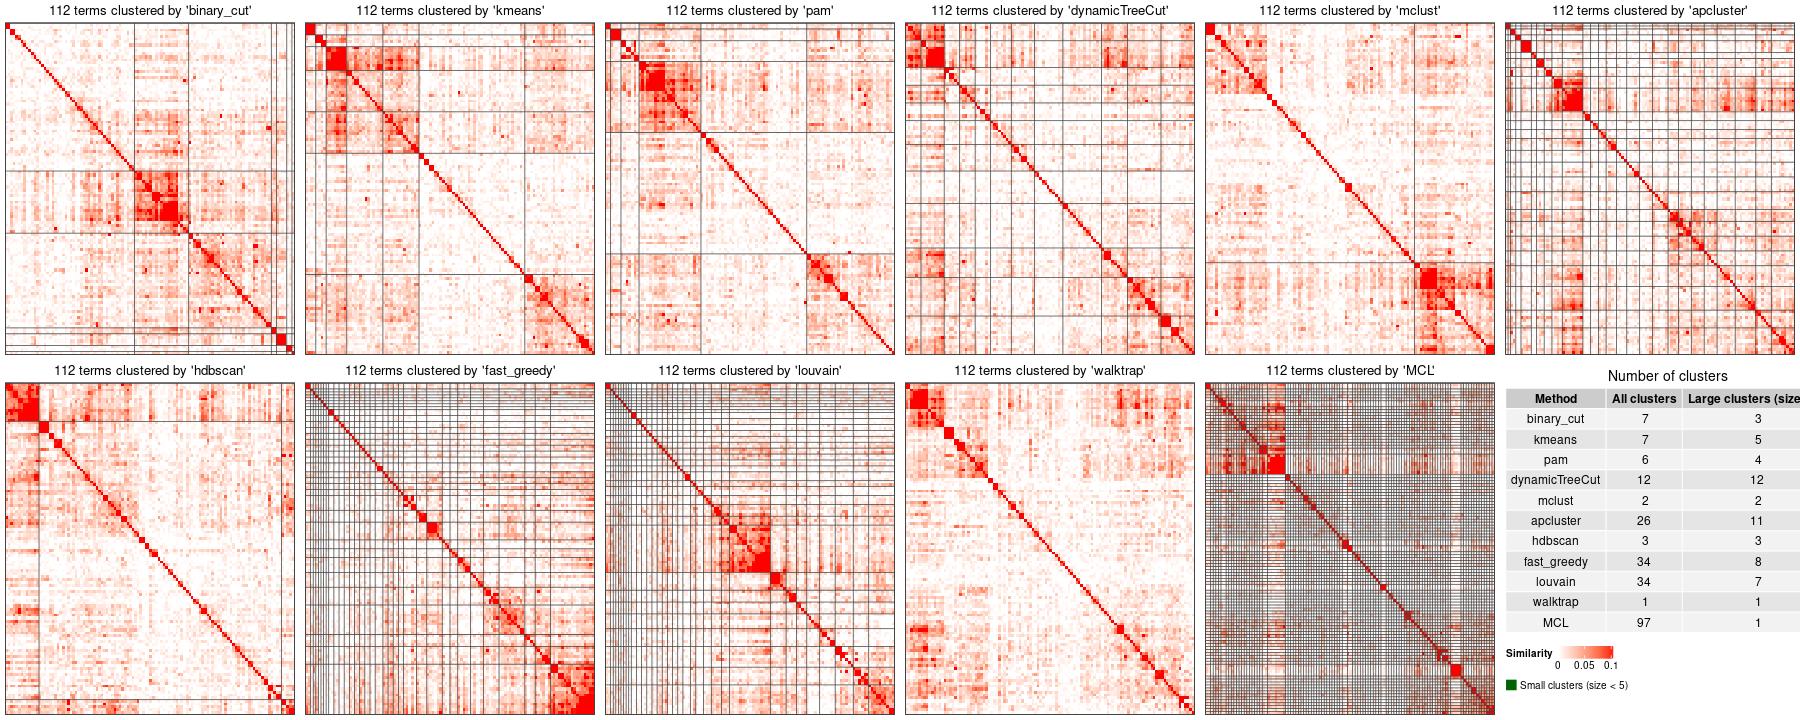 112 terms clustered by 'binary_cut'
112 terms clustered by 'kmeans'
112 terms clustered by 'pam'
112 terms clustered by 'dynamicTreeCut'
112 terms clustered by 'mclust'
112 terms clustered by 'apcluster'
112 terms clustered by 'hdbscan'
112 terms clustered by 'fast_greedy'
112 terms clustered by 'louvain'
112 terms clustered by 'walktrap'
112 terms clustered by 'MCL'
Number of clusters
Method All clusters Large clusters (size
binary_cut 7 3
kmeans 7 5
pam 6 4
dynamicTreeCut 12 12
mclust 2 2
apcluster 26 11
hdbscan 3 3
fast_greedy 34 8
louvain 34 7
walktrap 1 1
MCL 97 1
Similarity
0 0.05 0.1
Small clusters (size < 5)